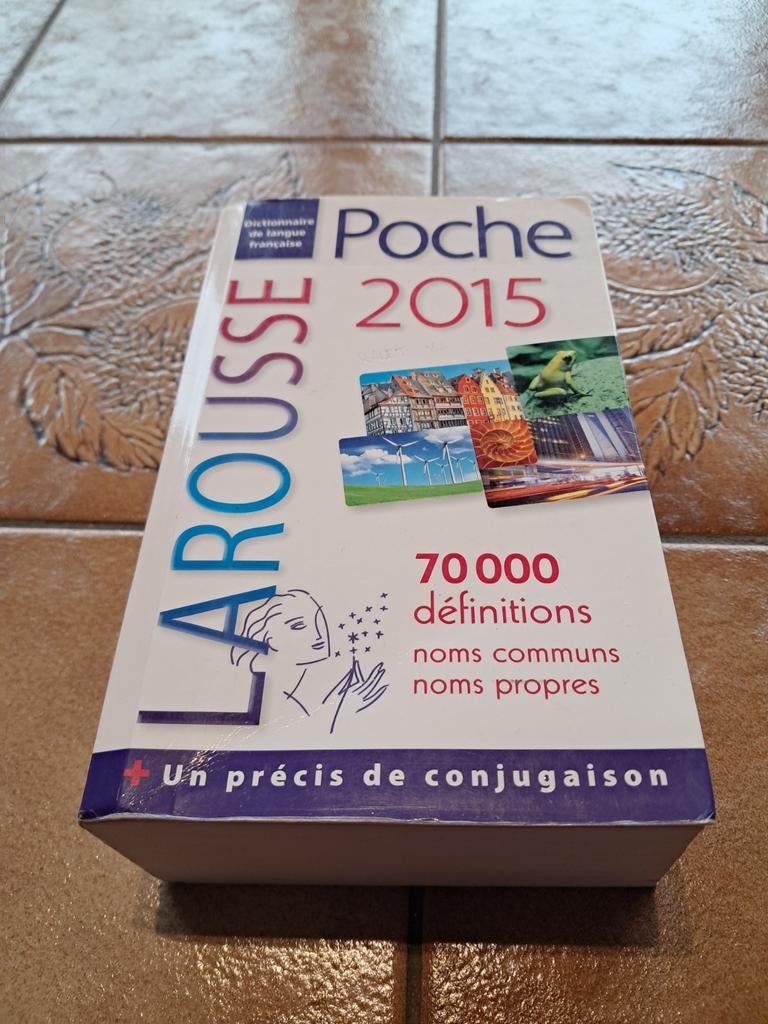 Dictionnaire
de langue
française
Poche
2015
LAROUSSE
70 000
définitions
noms communs
noms propres
+ Un précis de conjugaison